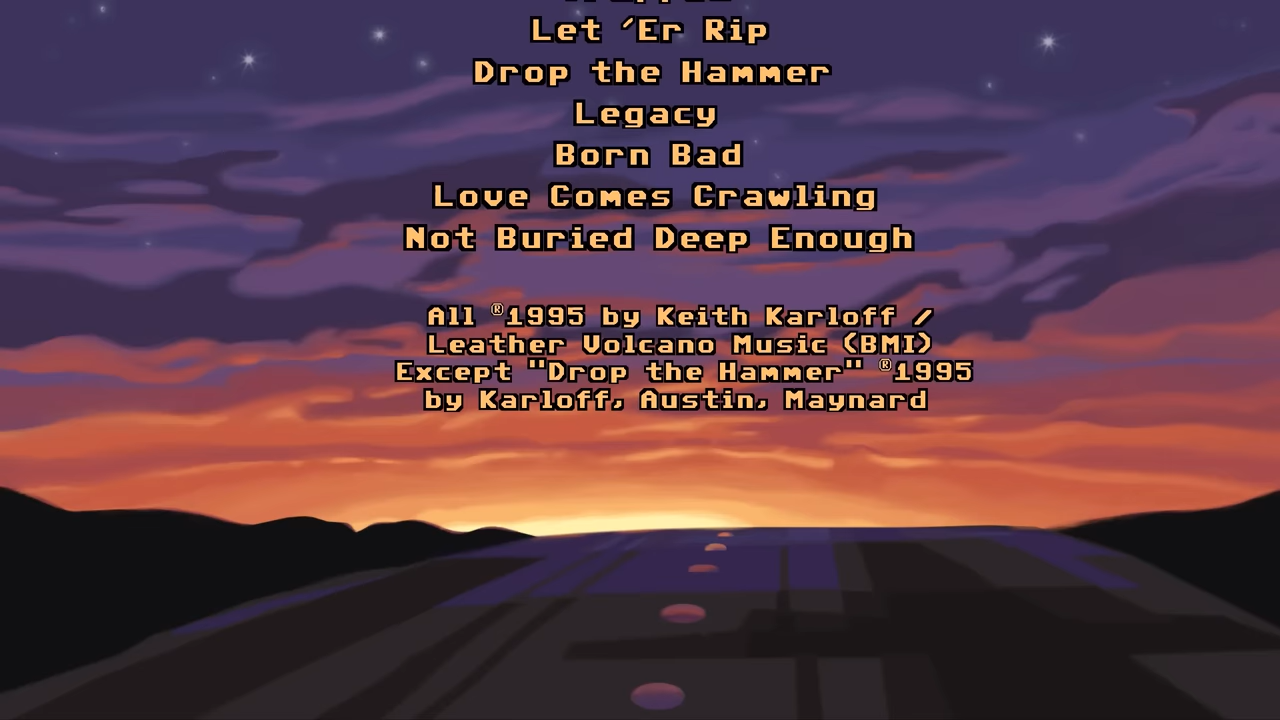 Let ´Er Rip
Drop the Hammer
Legacy
Born Bad
Love Comes Crawling
Not Buried Deep Enough
All ®1995 by Keith Karloff /
Leather Volcano Music (BMI)
Except "Drop the Hammer" ®1995
by Karloff, Austin, Maynard